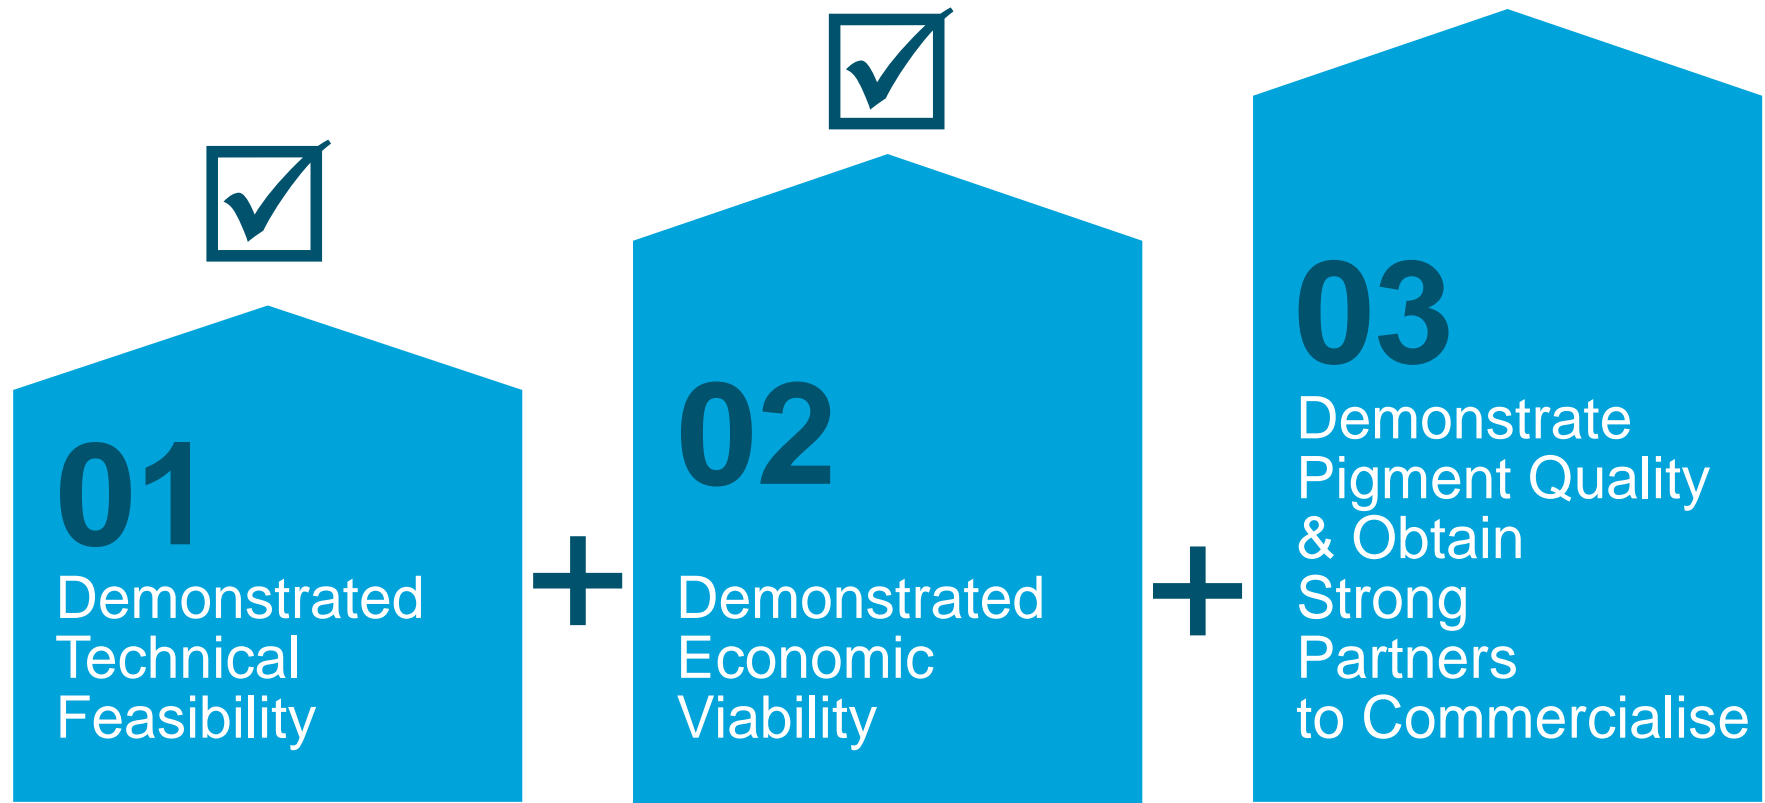 01
Demonstrated
Technical
Feasibility
+
02
Demonstrated
Economic
Viability
+
03
Demonstrate
Pigment Quality
& Obtain
Strong
Partners
to Commercialise